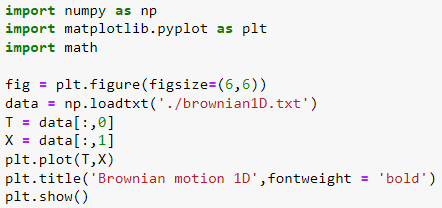 import numpy as np
import matplotlib.pyplot as plt
import math

fig = plt.figure(figsize=(6,6))
data = np.loadtxt('./brownian1D.txt')
T = data[:,0]
X = data[:,1]
plt.plot(T,X)
plt.title('Brownian motion 1D',fontweight = 'bold')
plt.show()